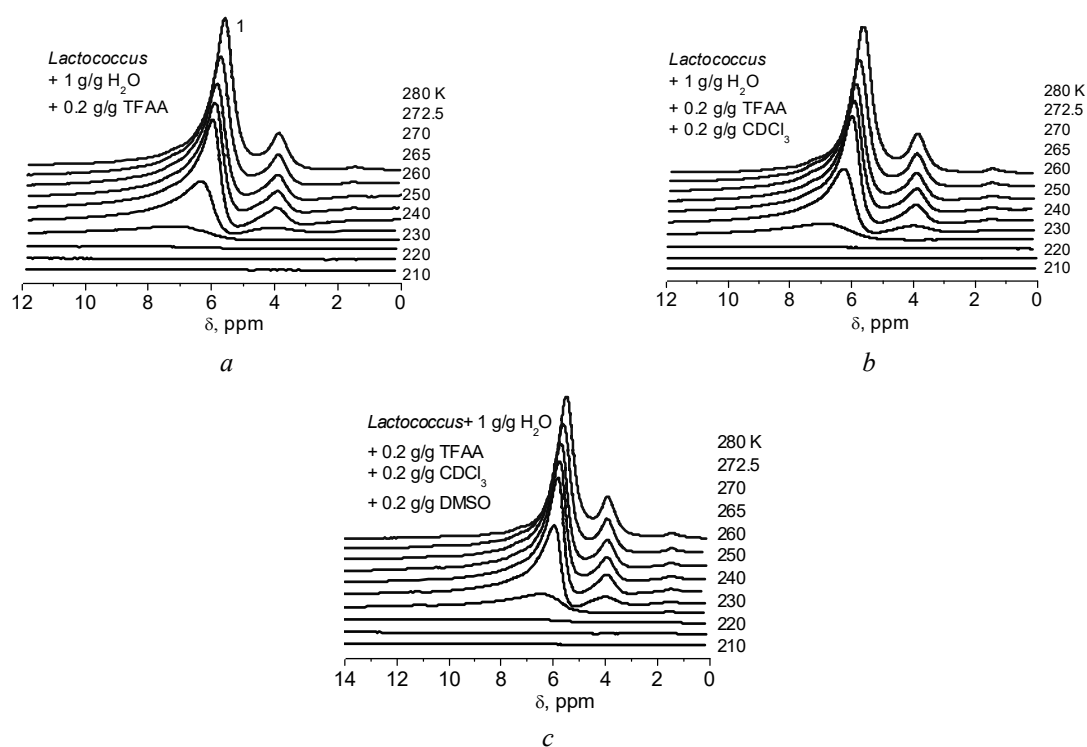 1
Lactococcus
+ 1 g/g H₂O
+ 0.2 g/g TFAA
280 K
272.5
270
265
260
250
240
230
220
210
12 10 8 6 4 2 0
δ, ppm
a
Lactococcus
+ 1 g/g H₂O
+ 0.2 g/g TFAA
+ 0.2 g/g CDCl₃
280 K
272.5
270
265
260
250
240
230
220
210
12 10 8 6 4 2 0
δ, ppm
b
Lactococcus+ 1 g/g H₂O
+ 0.2 g/g TFAA
+ 0.2 g/g CDCl₃
+ 0.2 g/g DMSO
280 K
272.5
270
265
260
250
240
230
220
210
14 12 10 8 6 4 2 0
δ, ppm
c